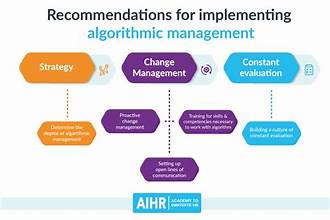 Recommendations for implementing
algorithmic management
Strategy
Change
Management
Constant
evaluation
Determine the
degree of algorithmic
management
Proactive
change
management
Training for skills &
competencies necessary
to work with algorithm
Building a culture of
constant evaluation
Setting up
open lines of
communication
AIHR
ACADEMY TO
INNOVATE HR